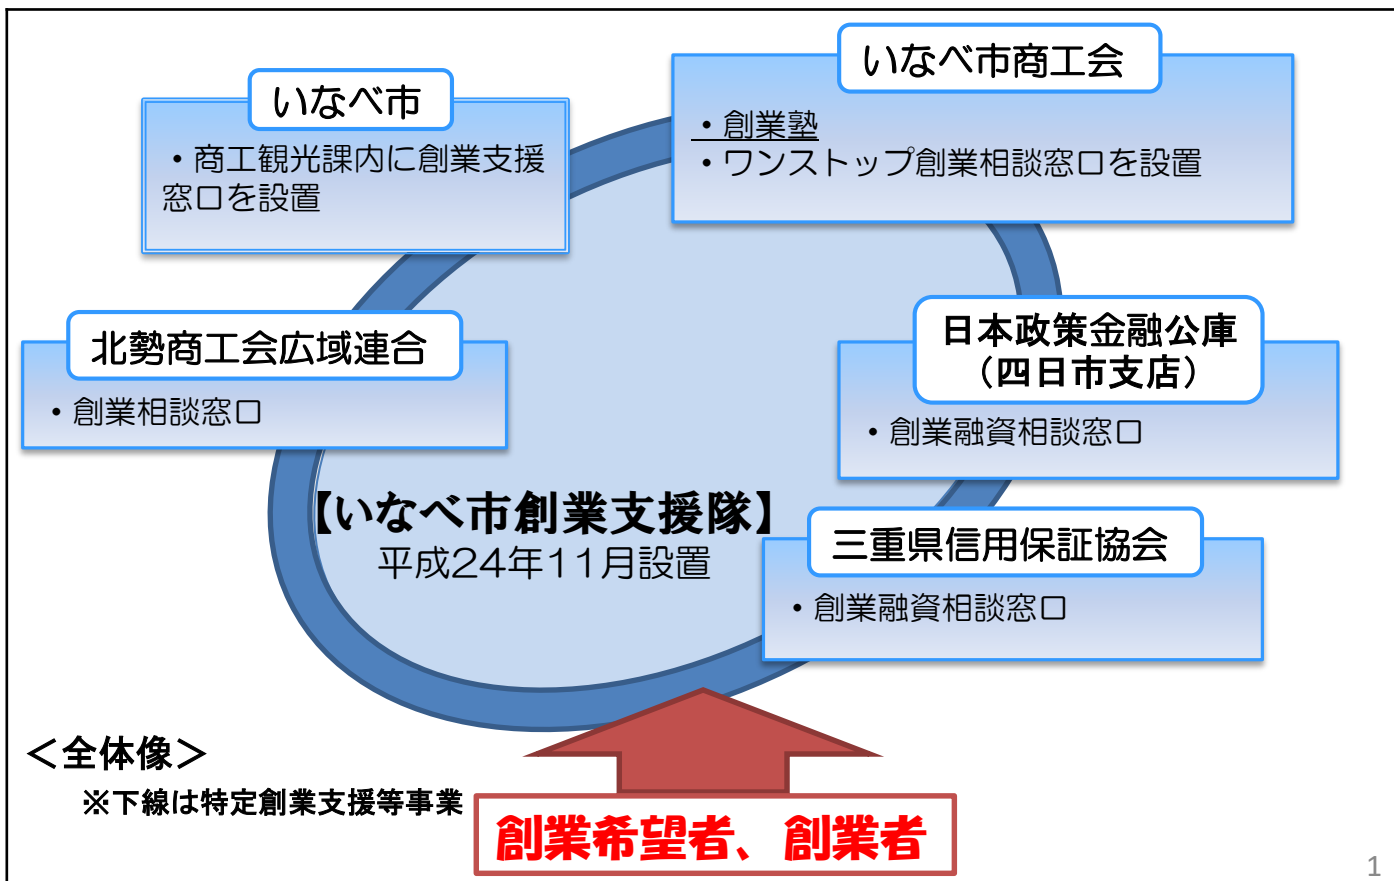 いなべ市
・商工観光課内に創業支援
窓口を設置
いなべ市商工会
・創業塾
・ワンストップ創業相談窓口を設置
北勢商工会広域連合
・創業相談窓口
日本政策金融公庫
（四日市支店）
・創業融資相談窓口
【いなべ市創業支援隊】
平成24年11月設置
三重県信用保証協会
・創業融資相談窓口
＜全体像＞
※下線は特定創業支援等事業
創業希望者、創業者
1